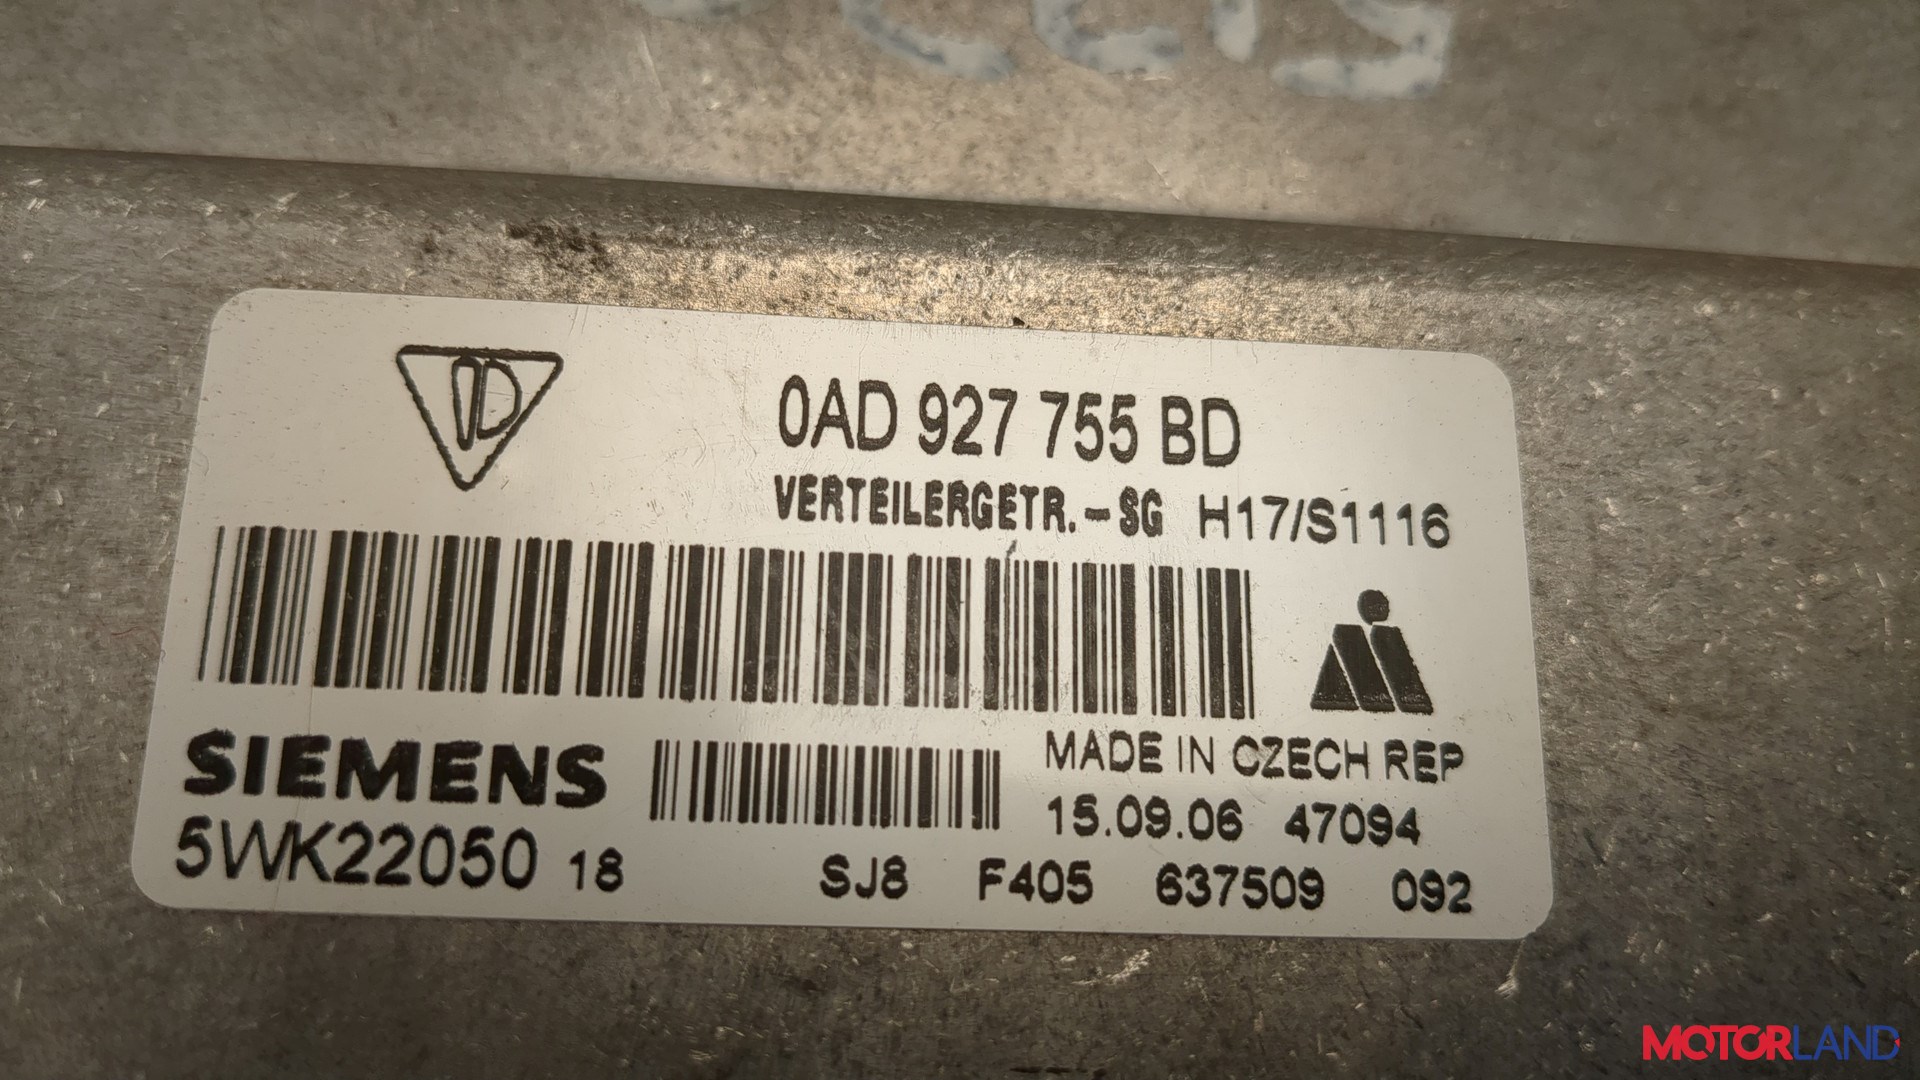 0AD 927 755 BD
VERTEILERGETR.-SG H17/S1116
SIEMENS
MADE IN CZECH REP
15.09.06 47094
5WK22050 18 SJ8 F405 637509 092
MOTORLAND